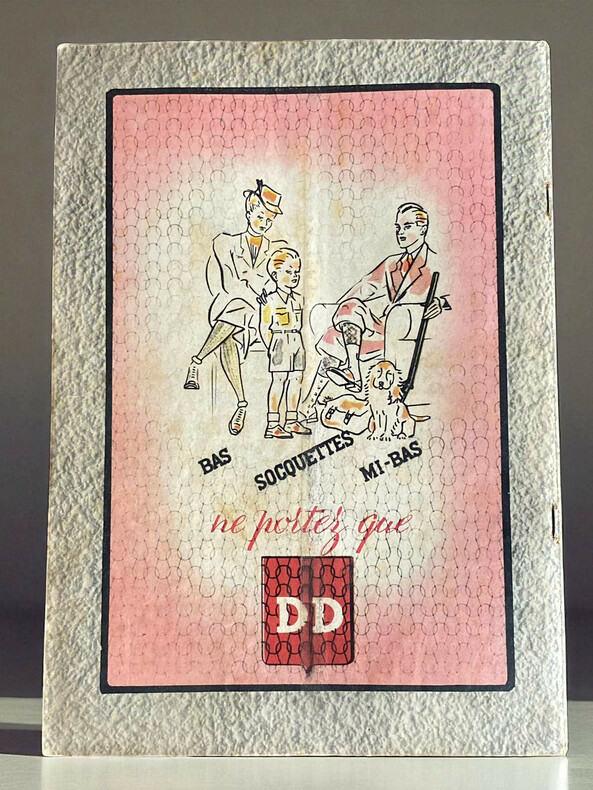 BAS
SOCQUETTES
MI-BAS
ne portez que
DD